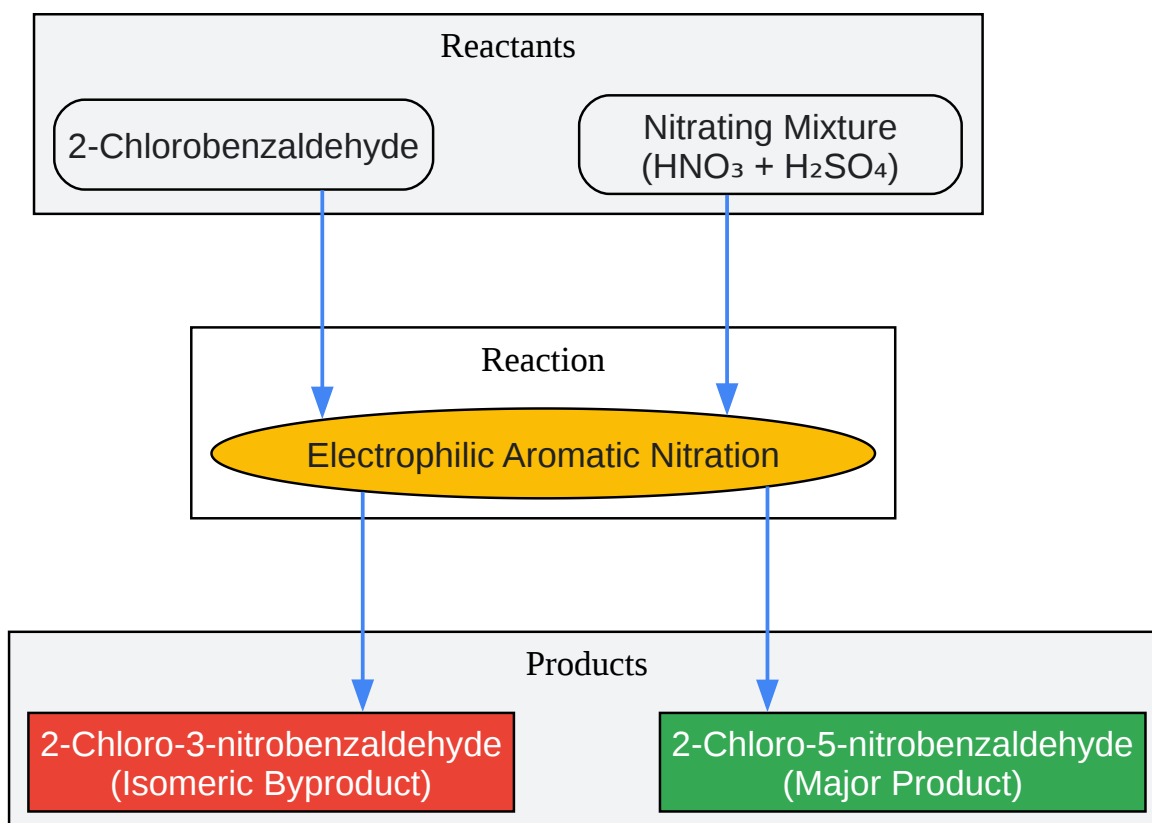 Reactants
2-Chlorobenzaldehyde
Nitrating Mixture
(HNO₃ + H₂SO₄)
Reaction
Electrophilic Aromatic Nitration
Products
2-Chloro-3-nitrobenzaldehyde
(Isomeric Byproduct)
2-Chloro-5-nitrobenzaldehyde
(Major Product)